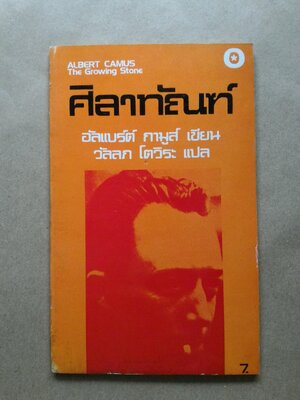 ALBERT CAMUS
The Growing Stone
ศิลาทัณฑ์
อัลแบร์ต์ กามูส์ เขียน
วัลลภ โตวิระ แปล
7.